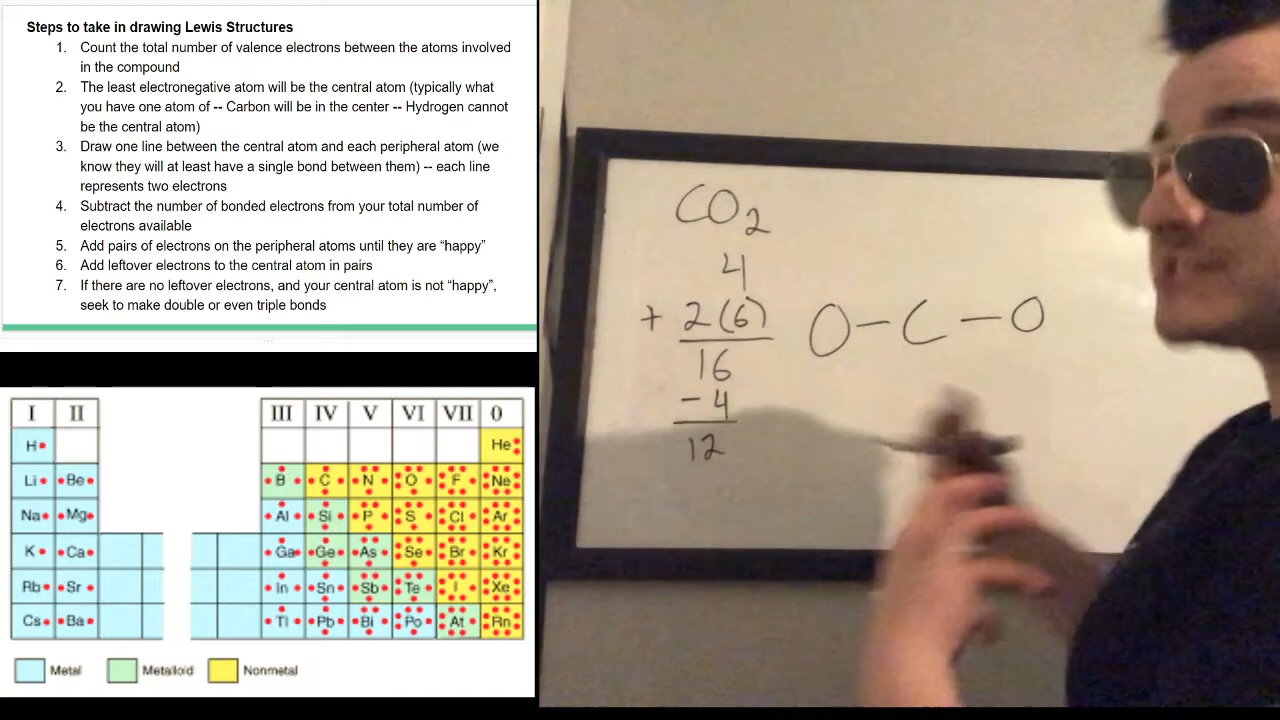 Steps to take in drawing Lewis Structures
1. Count the total number of valence electrons between the atoms involved
in the compound
2. The least electronegative atom will be the central atom (typically what
you have one atom of -- Carbon will be in the center -- Hydrogen cannot
be the central atom)
3. Draw one line between the central atom and each peripheral atom (we
know they will at least have a single bond between them) -- each line
represents two electrons
4. Subtract the number of bonded electrons from your total number of
electrons available
5. Add pairs of electrons on the peripheral atoms until they are “happy”
6. Add leftover electrons to the central atom in pairs
7. If there are no leftover electrons, and your central atom is not “happy”,
seek to make double or even triple bonds
I II III IV V VI VII 0
H He
Li Be B C N O F Ne
Na Mg Al Si P S Cl Ar
K Ca Ga Ge As Se Br Kr
Rb Sr In Sn Sb Te I Xe
Cs Ba Tl Pb Bi Po At Rn
Metal Metalloid Nonmetal
CO₂
4
+ 2(6)
16
- 4
12
O - C - O